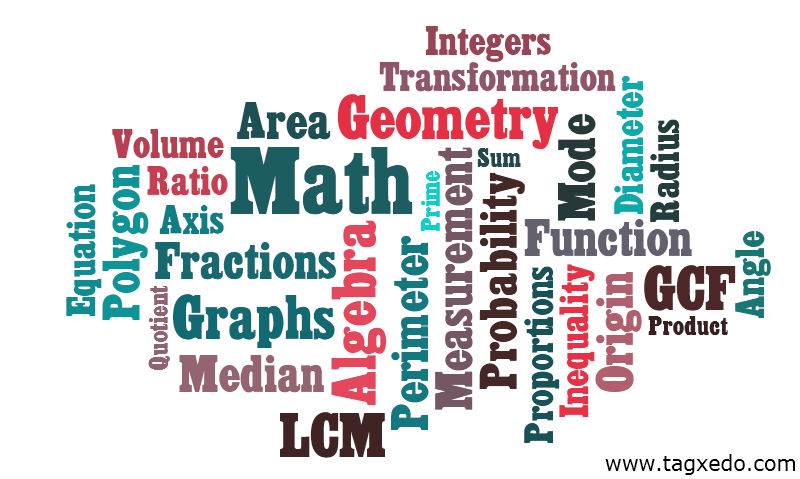 Integers
Transformation
Area
Geometry
Volume
Math
Sum
Mode
Diameter
Radius
Ratio
Prime
Measurement
Probability
Equation
Polygon
Axis
Function
Fractions
Algebra
Perimeter
Angle
GCF
Proportions
Inequality
Origin
Quotient
Graphs
Product
Median
LCM
www.tagxedo.com